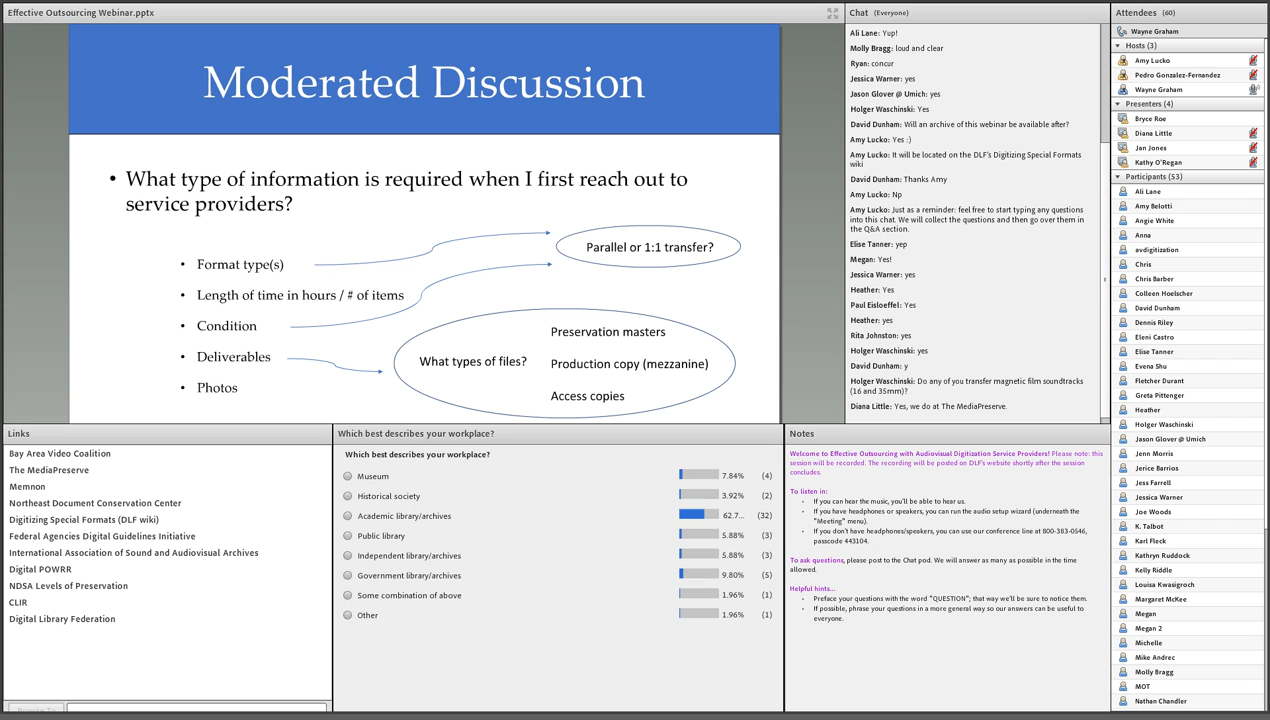 Effective Outsourcing Webinar.pptx
Moderated Discussion
• What type of information is required when I first reach out to
service providers?
• Format type(s)
• Length of time in hours / # of items
• Condition
• Deliverables
• Photos
Parallel or 1:1 transfer?
What types of files?
Preservation masters
Production copy (mezzanine)
Access copies
Chat (Everyone)
Ali Lane: Yup!
Molly Bragg: loud and clear
Ryan: concur
Jessica Warner: yes
Jason Glover @ Umich: yes
Holger Waschinski: Yes
David Dunham: Will an archive of this webinar be available after?
Amy Lucko: Yes :)
Amy Lucko: It will be located on the DLF's Digitizing Special Formats
wiki
David Dunham: Thanks Amy
Amy Lucko: Np
Amy Lucko: Just as a reminder: feel free to start typing any questions
into this chat. We will collect the questions and then go over them in
the Q&A section.
Elise Tanner: yep
Megan: Yes!
Jessica Warner: yes
Heather: Yes
Paul Eisloeffel: Yes
Heather: yes
Rita Johnston: yes
Holger Waschinski: yes
David Dunham: y
Holger Waschinski: Do any of you transfer magnetic film soundtracks
(16 and 35mm)?
Diana Little: Yes, we do at The MediaPreserve.
Attendees (60)
Wayne Graham
Hosts (3)
Amy Lucko
Pedro Gonzalez-Fernandez
Wayne Graham
Presenters (4)
Bryce Roe
Diana Little
Jan Jones
Kathy O'Regan
Participants (53)
Ali Lane
Amy Belotti
Angie White
Anna
avdigitization
Chris
Chris Barber
Colleen Hoelscher
David Dunham
Dennis Riley
Eleni Castro
Elise Tanner
Evena Shu
Fletcher Durant
Greta Pittenger
Heather
Holger Waschinski
Jason Glover @ Umich
Jenn Morris
Jerice Barrios
Jess Farrell
Jessica Warner
Joe Woods
K. Talbot
Karl Fleck
Kathryn Ruddock
Kelly Riddle
Louisa Kwasigroch
Margaret McKee
Megan
Megan 2
Michelle
Mike Andrec
Molly Bragg
MOT
Nathan Chandler
Links
Bay Area Video Coalition
The MediaPreserve
Memnon
Northeast Document Conservation Center
Digitizing Special Formats (DLF wiki)
Federal Agencies Digital Guidelines Initiative
International Association of Sound and Audiovisual Archives
Digital POWRR
NDSA Levels of Preservation
CLIR
Digital Library Federation
Browse To
Which best describes your workplace?
Which best describes your workplace?
Museum 7.84% (4)
Historical society 3.92% (2)
Academic library/archives 62.7... (32)
Public library 5.88% (3)
Independent library/archives 5.88% (3)
Government library/archives 9.80% (5)
Some combination of above 1.96% (1)
Other 1.96% (1)
Notes
Welcome to Effective Outsourcing with Audiovisual Digitization Service Providers! Please note: this
session will be recorded. The recording will be posted on DLF's website shortly after the session
concludes.
To listen in:
• If you can hear the music, you'll be able to hear us.
• If you have headphones or speakers, you can run the audio setup wizard (underneath the
"Meeting" menu).
• If you don't have headphones/speakers, you can use our conference line at 800-383-0546,
passcode 443104.
To ask questions, please post to the Chat pod. We will answer as many as possible in the time
allowed.
Helpful hints...
• Preface your questions with the word "QUESTION"; that way we'll be sure to notice them.
• If possible, phrase your questions in a more general way so our answers can be useful to
everyone.